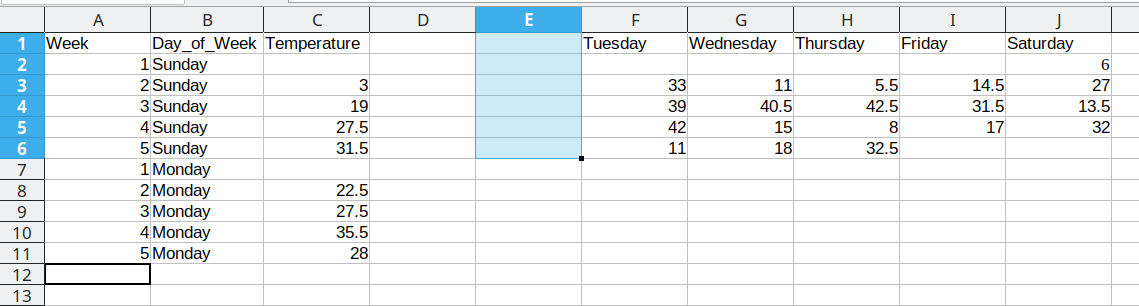 A B C D E F G H I J
1 Week Day_of_Week Temperature Tuesday Wednesday Thursday Friday Saturday
2 1 Sunday 6
3 2 Sunday 3 33 11 5.5 14.5 27
4 3 Sunday 19 39 40.5 42.5 31.5 13.5
5 4 Sunday 27.5 42 15 8 17 32
6 5 Sunday 31.5 11 18 32.5
7 1 Monday
8 2 Monday 22.5
9 3 Monday 27.5
10 4 Monday 35.5
11 5 Monday 28
12
13